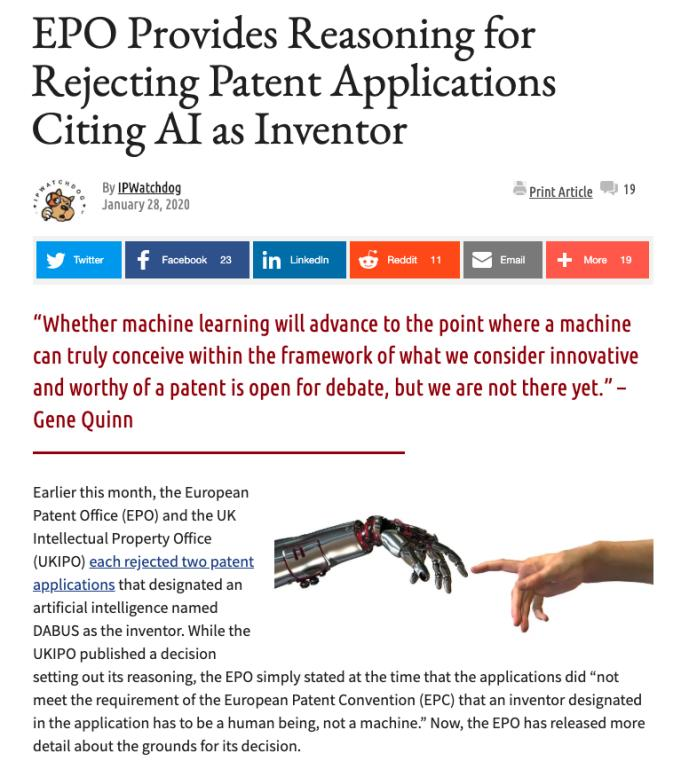 EPO Provides Reasoning for
Rejecting Patent Applications
Citing AI as Inventor
IPWATCHDOG
By IPWatchdog
January 28, 2020
Print Article 19
Twitter Facebook 23 LinkedIn Reddit 11 Email More 19
“Whether machine learning will advance to the point where a machine
can truly conceive within the framework of what we consider innovative
and worthy of a patent is open for debate, but we are not there yet.” –
Gene Quinn
Earlier this month, the European
Patent Office (EPO) and the UK
Intellectual Property Office
(UKIPO) each rejected two patent
applications that designated an
artificial intelligence named
DABUS as the inventor. While the
UKIPO published a decision
setting out its reasoning, the EPO simply stated at the time that the applications did “not
meet the requirement of the European Patent Convention (EPC) that an inventor designated
in the application has to be a human being, not a machine.” Now, the EPO has released more
detail about the grounds for its decision.